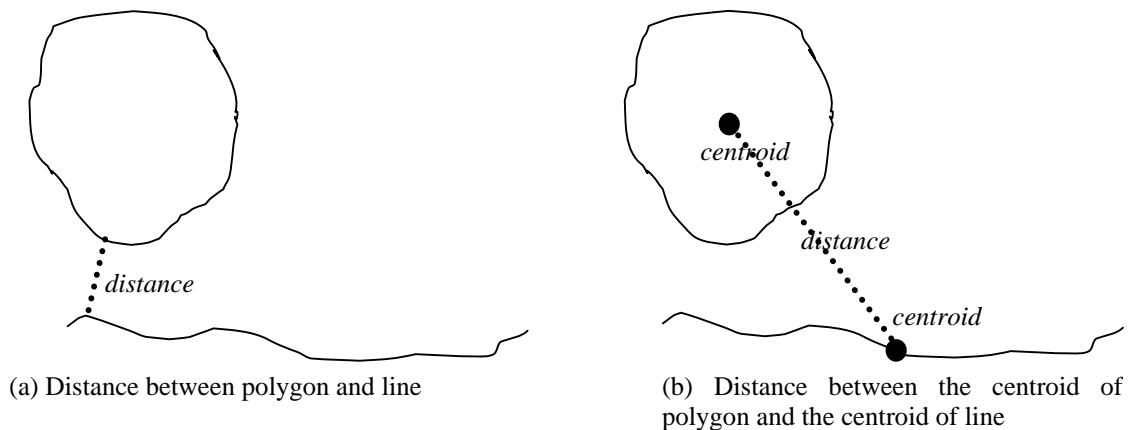 distance
(a) Distance between polygon and line
centroid
distance
centroid
(b) Distance between the centroid of
polygon and the centroid of line